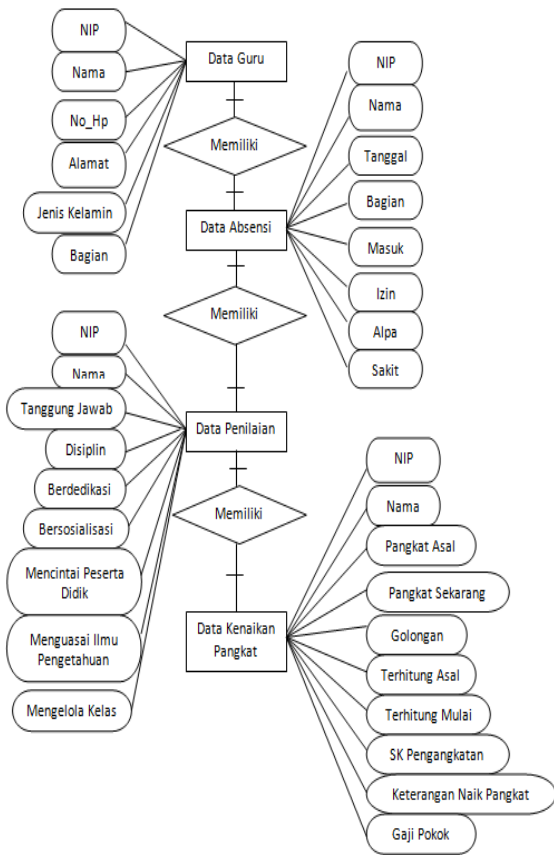 NIP
Nama
No_Hp
Alamat
Jenis Kelamin
Bagian
Data Guru
Memiliki
Data Absensi
NIP
Nama
Tanggal
Bagian
Masuk
Izin
Alpa
Sakit
Memiliki
NIP
Nama
Tanggung Jawab
Disiplin
Berdedikasi
Bersosialisasi
Mencintai Peserta
Didik
Menguasai Ilmu
Pengetahuan
Mengelola Kelas
Data Penilaian
Memiliki
Data Kenaikan
Pangkat
NIP
Nama
Pangkat Asal
Pangkat Sekarang
Golongan
Terhitung Asal
Terhitung Mulai
SK Pengangkatan
Keterangan Naik Pangkat
Gaji Pokok